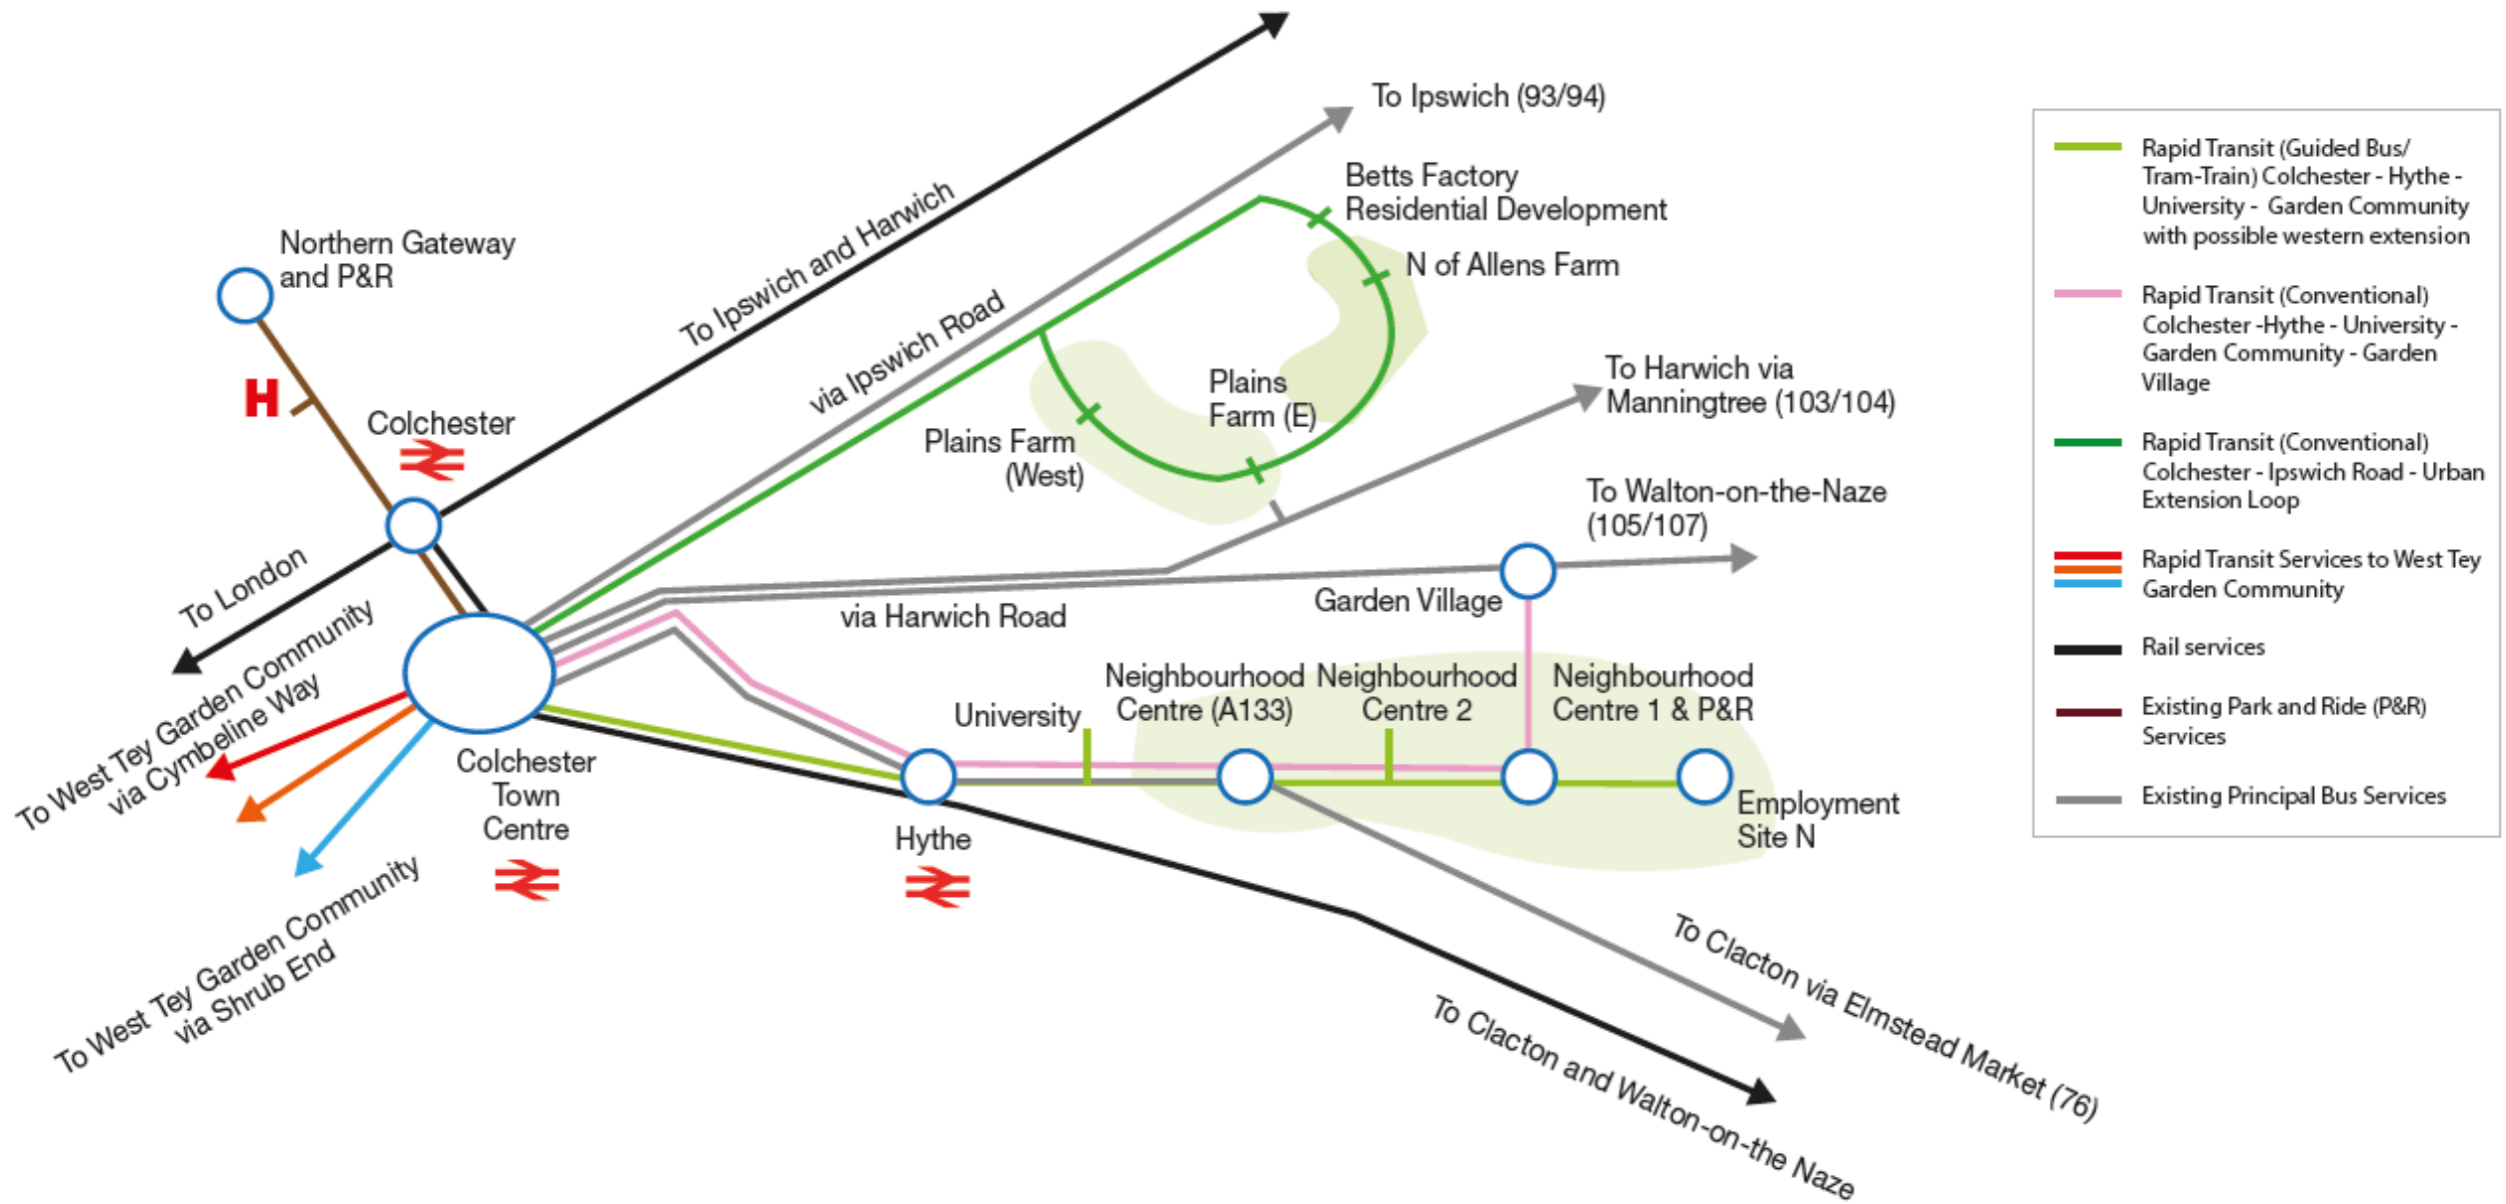 To Ipswich (93/94)
Betts Factory
Residential Development
N of Allens Farm
To Ipswich and Harwich
Northern Gateway
and P&R
H
via Ipswich Road
Colchester
Plains
Farm (E)
Plains Farm
(West)
To Harwich via
Manningtree (103/104)
To Walton-on-the-Naze
(105/107)
To London
via Harwich Road
Garden Village
To West Tey Garden Community
via Cymbeline Way
University
Neighbourhood
Centre (A133)
Neighbourhood
Centre 2
Neighbourhood
Centre 1 & P&R
Colchester
Town
Centre
Hythe
Employment
Site N
To West Tey Garden Community
via Shrub End
To Clacton via Elmstead Market (76)
To Clacton and Walton-on-the Naze
Rapid Transit (Guided Bus/
Tram-Train) Colchester - Hythe -
University - Garden Community
with possible western extension
Rapid Transit (Conventional)
Colchester -Hythe - University -
Garden Community - Garden
Village
Rapid Transit (Conventional)
Colchester - Ipswich Road - Urban
Extension Loop
Rapid Transit Services to West Tey
Garden Community
Rail services
Existing Park and Ride (P&R)
Services
Existing Principal Bus Services